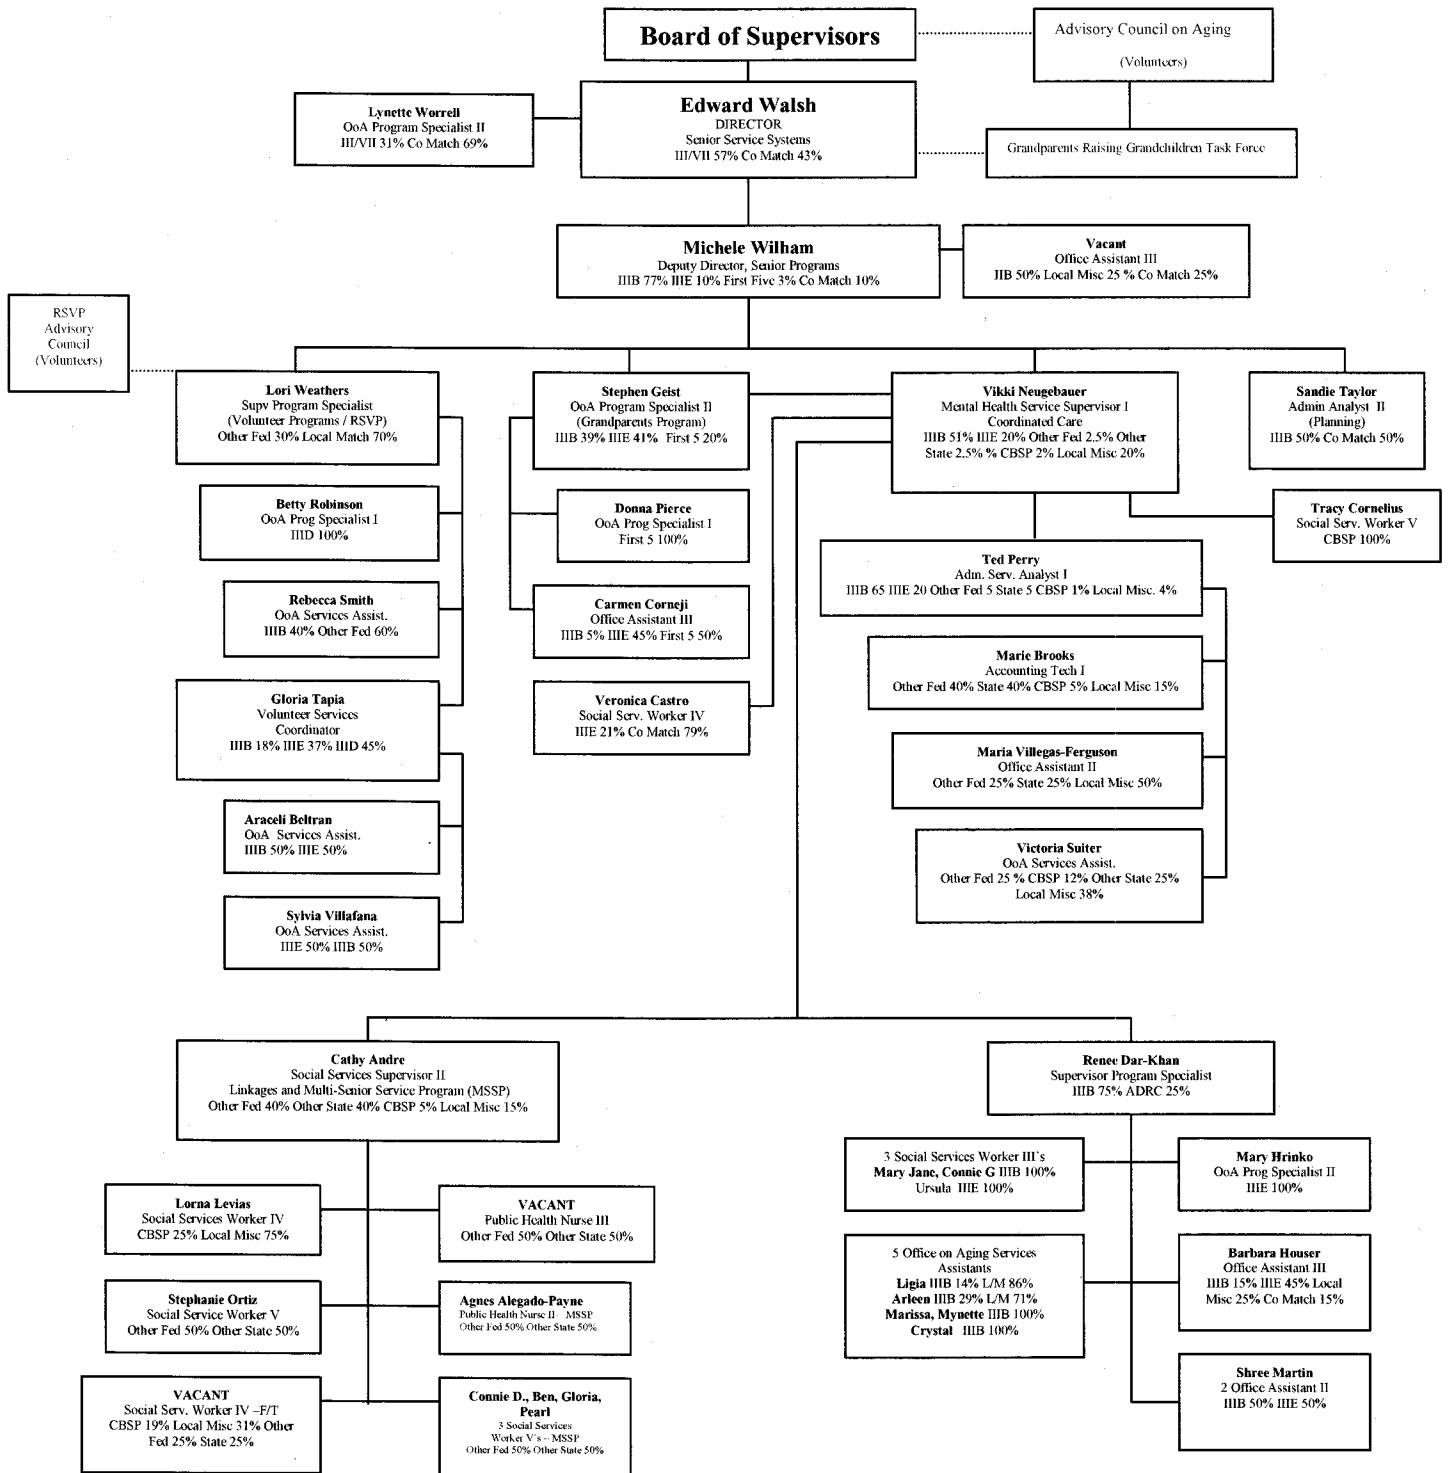 Board of Supervisors
Advisory Council on Aging
(Volunteers)
Lynette Worrell
OoA Program Specialist II
III/VII 31% Co Match 69%
Edward Walsh
DIRECTOR
Senior Service Systems
III/VII 57% Co Match 43%
Grandparents Raising Grandchildren Task Force
Michele Wilham
Deputy Director, Senior Programs
IIIB 77% IIIE 10% First Five 3% Co Match 10%
Vacant
Office Assistant III
IIB 50% Local Misc 25 % Co Match 25%
RSVP
Advisory
Council
(Volunteers)
Lori Weathers
Supv Program Specialist
(Volunteer Programs / RSVP)
Other Fed 30% Local Match 70%
Stephen Geist
OoA Program Specialist II
(Grandparents Program)
IIIB 39% IIIE 41% First 5 20%
Vikki Neugebauer
Mental Health Service Supervisor I
Coordinated Care
IIIB 51% IIIE 20% Other Fed 2.5% Other
State 2.5% % CBSP 2% Local Misc 20%
Sandie Taylor
Admin Analyst II
(Planning)
IIIB 50% Co Match 50%
Betty Robinson
OoA Prog Specialist I
IIID 100%
Donna Pierce
OoA Prog Specialist I
First 5 100%
Tracy Cornelius
Social Serv. Worker V
CBSP 100%
Ted Perry
Adm. Serv. Analyst I
IIIB 65 IIIE 20 Other Fed 5 State 5 CBSP 1% Local Misc. 4%
Rebecca Smith
OoA Services Assist.
IIIB 40% Other Fed 60%
Carmen Corneji
Office Assistant III
IIIB 5% IIIE 45% First 5 50%
Marie Brooks
Accounting Tech I
Other Fed 40% State 40% CBSP 5% Local Misc 15%
Gloria Tapia
Volunteer Services
Coordinator
IIIB 18% IIIE 37% IIID 45%
Veronica Castro
Social Serv. Worker IV
IIIE 21% Co Match 79%
Maria Villegas-Ferguson
Office Assistant II
Other Fed 25% State 25% Local Misc 50%
Araceli Beltran
OoA Services Assist.
IIIB 50% IIIE 50%
Victoria Suiter
OoA Services Assist.
Other Fed 25 % CBSP 12% Other State 25%
Local Misc 38%
Sylvia Villafana
OoA Services Assist.
IIIE 50% IIIB 50%
Cathy Andre
Social Services Supervisor II
Linkages and Multi-Senior Service Program (MSSP)
Other Fed 40% Other State 40% CBSP 5% Local Misc 15%
Renee Dar-Khan
Supervisor Program Specialist
IIIB 75% ADRC 25%
3 Social Services Worker III's
Mary Jane, Connie G IIIB 100%
Ursula IIIE 100%
Mary Hrinko
OoA Prog Specialist II
IIIE 100%
Lorna Levias
Social Services Worker IV
CBSP 25% Local Misc 75%
VACANT
Public Health Nurse III
Other Fed 50% Other State 50%
5 Office on Aging Services
Assistants
Ligia IIIB 14% L/M 86%
Arleen IIIB 29% L/M 71%
Marissa, Mynette IIIB 100%
Crystal IIIB 100%
Barbara Houser
Office Assistant III
IIIB 15% IIIE 45% Local
Misc 25% Co Match 15%
Stephanie Ortiz
Social Service Worker V
Other Fed 50% Other State 50%
Agnes Alegado-Payne
Public Health Nurse II – MSSP
Other Fed 50% Other State 50%
Shree Martin
2 Office Assistant II
IIIB 50% IIIE 50%
VACANT
Social Serv. Worker IV –F/T
CBSP 19% Local Misc 31% Other
Fed 25% State 25%
Connie D., Ben, Gloria,
Pearl
3 Social Services
Worker V's – MSSP
Other Fed 50% Other State 50%